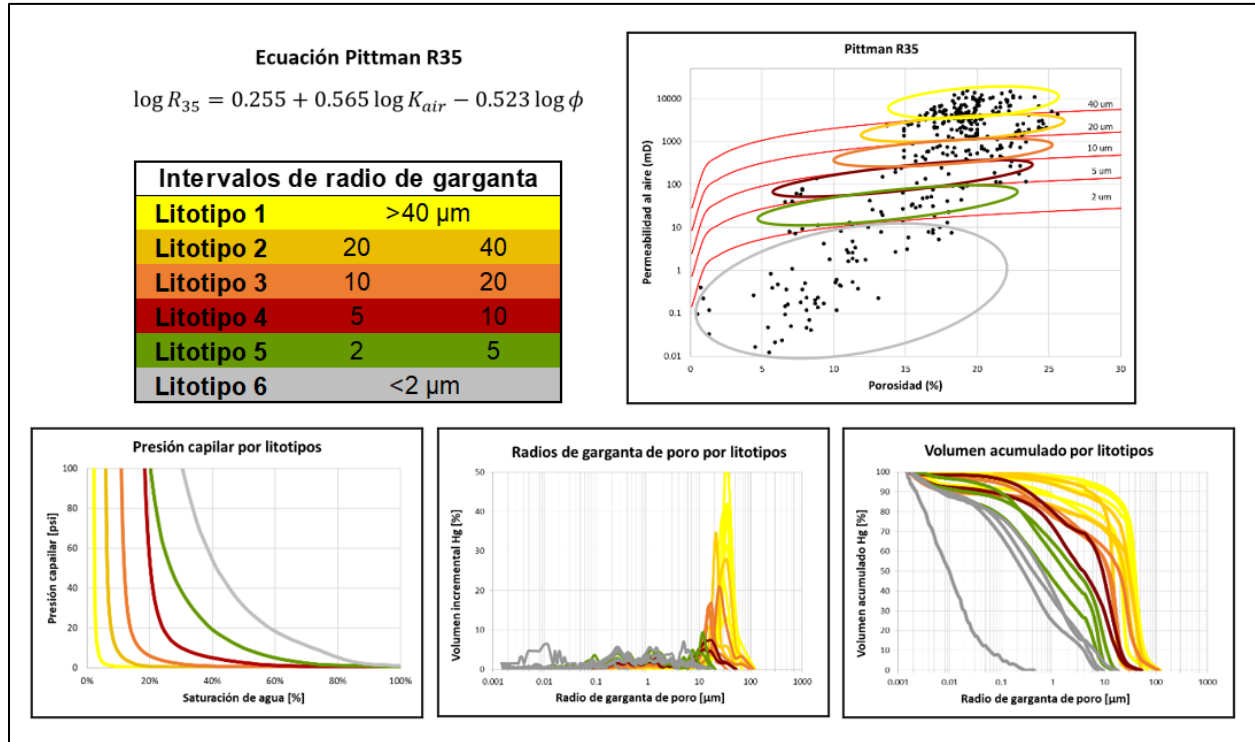 Ecuación Pittman R35
log R₃₅ = 0.255 + 0.565 log Kₐᵢᵣ − 0.523 log ϕ
Intervalos de radio de garganta
Litotipo 1 >40 µm
Litotipo 2 20 40
Litotipo 3 10 20
Litotipo 4 5 10
Litotipo 5 2 5
Litotipo 6 <2 µm
Pittman R35
Permeabilidad al aire (mD)
10000
1000
100
10
1
0.1
0.01
40 um
20 um
10 um
5 um
2 um
0 5 10 15 20 25 30
Porosidad (%)
Presión capilar por litotipos
Presión capailar [psi]
100
80
60
40
20
0
0% 20% 40% 60% 80% 100%
Saturación de agua [%]
Radios de garganta de poro por litotipos
Volumen incremental Hg [%]
50
40
30
20
10
0
0.001 0.01 0.1 1 10 100 1000
Radio de garganta de poro [µm]
Volumen acumulado por litotipos
Volumen acumulado Hg [%]
100
90
80
70
60
50
40
30
20
10
0
0.001 0.01 0.1 1 10 100 1000
Radio de garganta de poro [µm]